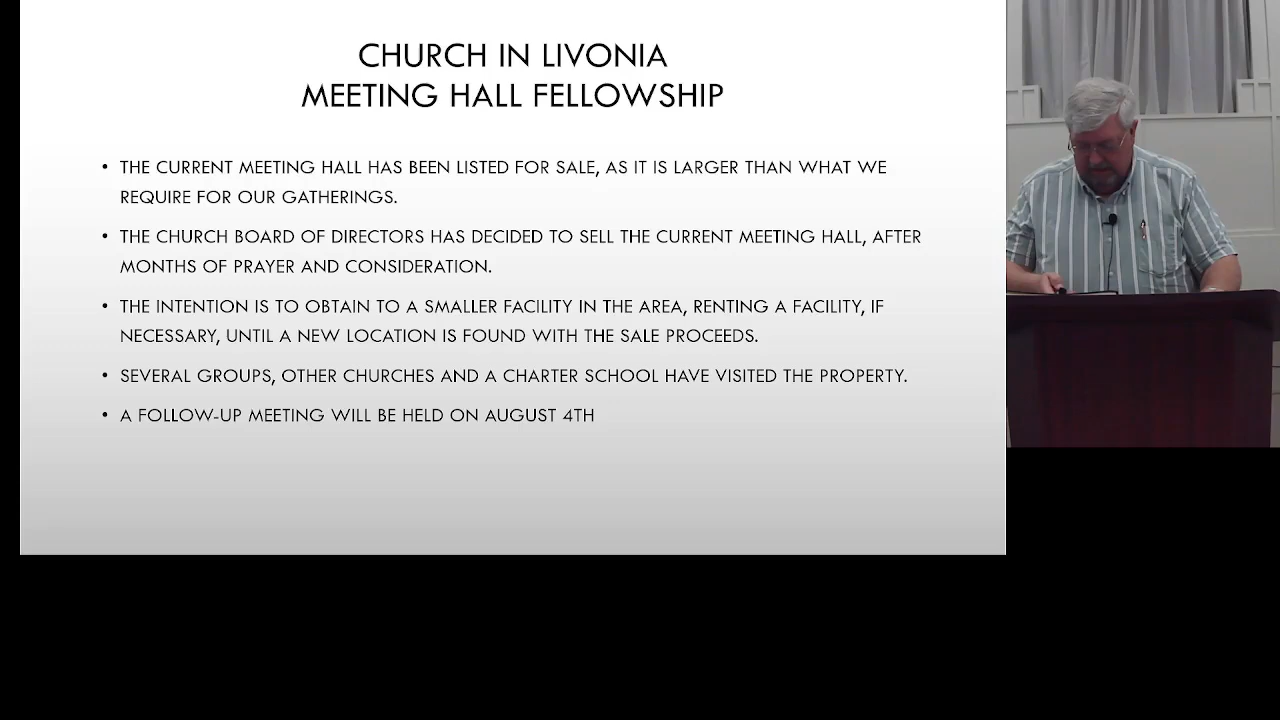 CHURCH IN LIVONIA
MEETING HALL FELLOWSHIP
• THE CURRENT MEETING HALL HAS BEEN LISTED FOR SALE, AS IT IS LARGER THAN WHAT WE
REQUIRE FOR OUR GATHERINGS.
• THE CHURCH BOARD OF DIRECTORS HAS DECIDED TO SELL THE CURRENT MEETING HALL, AFTER
MONTHS OF PRAYER AND CONSIDERATION.
• THE INTENTION IS TO OBTAIN TO A SMALLER FACILITY IN THE AREA, RENTING A FACILITY, IF
NECESSARY, UNTIL A NEW LOCATION IS FOUND WITH THE SALE PROCEEDS.
• SEVERAL GROUPS, OTHER CHURCHES AND A CHARTER SCHOOL HAVE VISITED THE PROPERTY.
• A FOLLOW-UP MEETING WILL BE HELD ON AUGUST 4TH